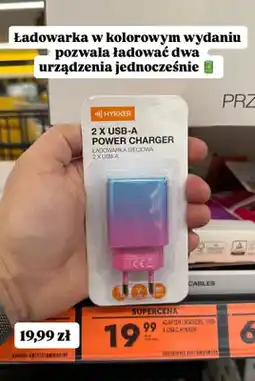 Ładowarka w kolorowym wydaniu
pozwala ładować dwa
urządzenia jednocześnie
HYKKER
2 X USB-A
POWER CHARGER
ŁADOWARKA SIECIOWA
2 X USB-A
PRZ
CABLES
SUPERCENA
19,99 zł
19 99
6